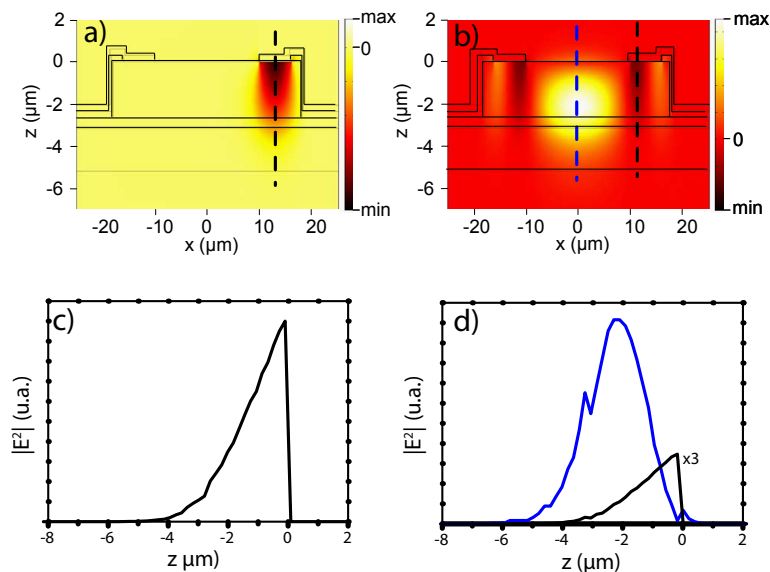 a)
max
0
min
2
0
-2
-4
-6
z (µm)
-20 -10 0 10 20
x (µm)
b)
max
0
min
2
0
-2
-4
-6
z (µm)
-20 -10 0 10 20
x (µm)
c)
|E²| (u.a.)
-8 -6 -4 -2 0 2
z µm)
d)
x3
|E²| (u.a.)
-8 -6 -4 -2 0 2
z (µm)